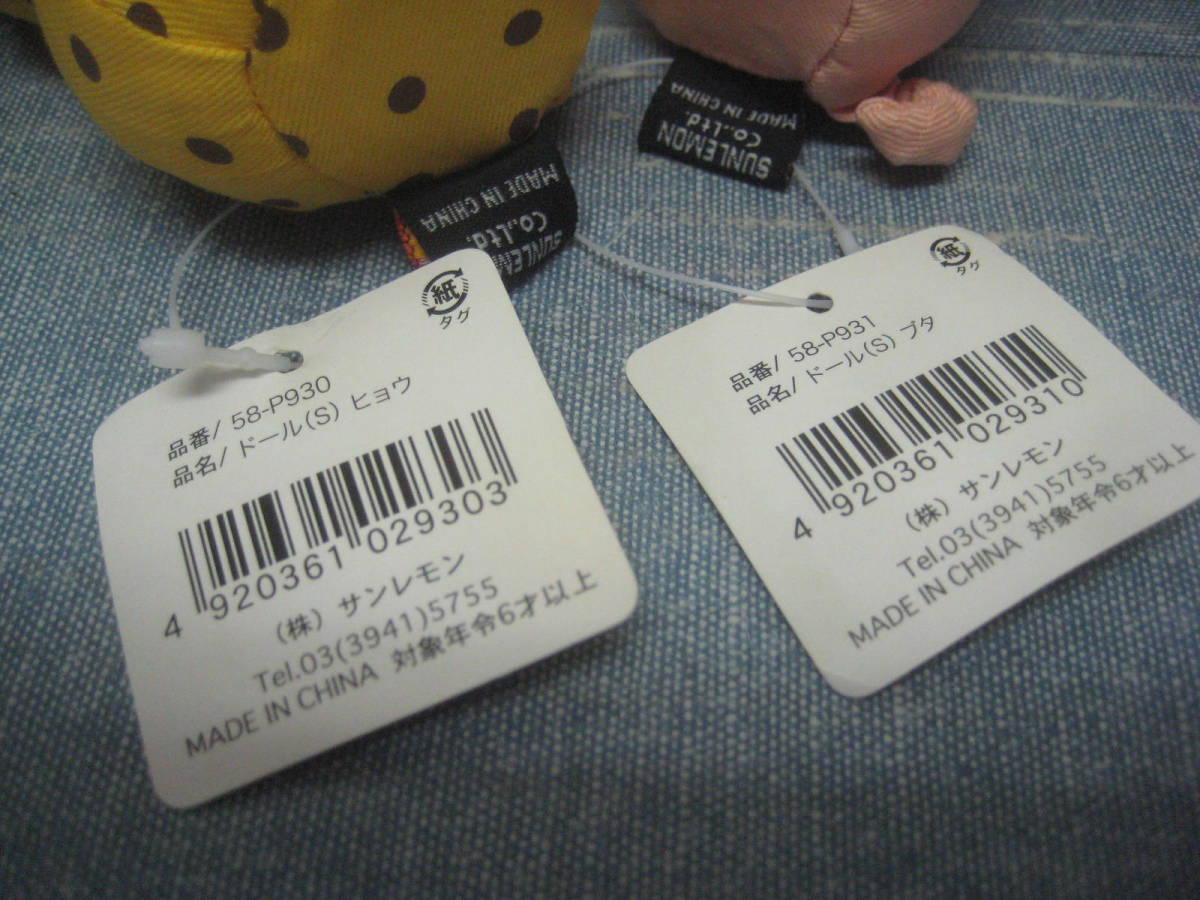 SUNLEMON
Co.,Ltd.
MADE IN CHINA
SUNLEMON
Co.,Ltd.
MADE IN CHINA
紙
タグ
品番/ 58-P930
品名/ ドール(S) ヒョウ
4 920361 029303
(株) サンレモン
Tel.03(3941)5755
MADE IN CHINA 対象年令6才以上
紙
タグ
品番/ 58-P931
品名/ ドール(S) ブタ
4 920361 029310
(株) サンレモン
Tel.03(3941)5755
MADE IN CHINA 対象年令6才以上